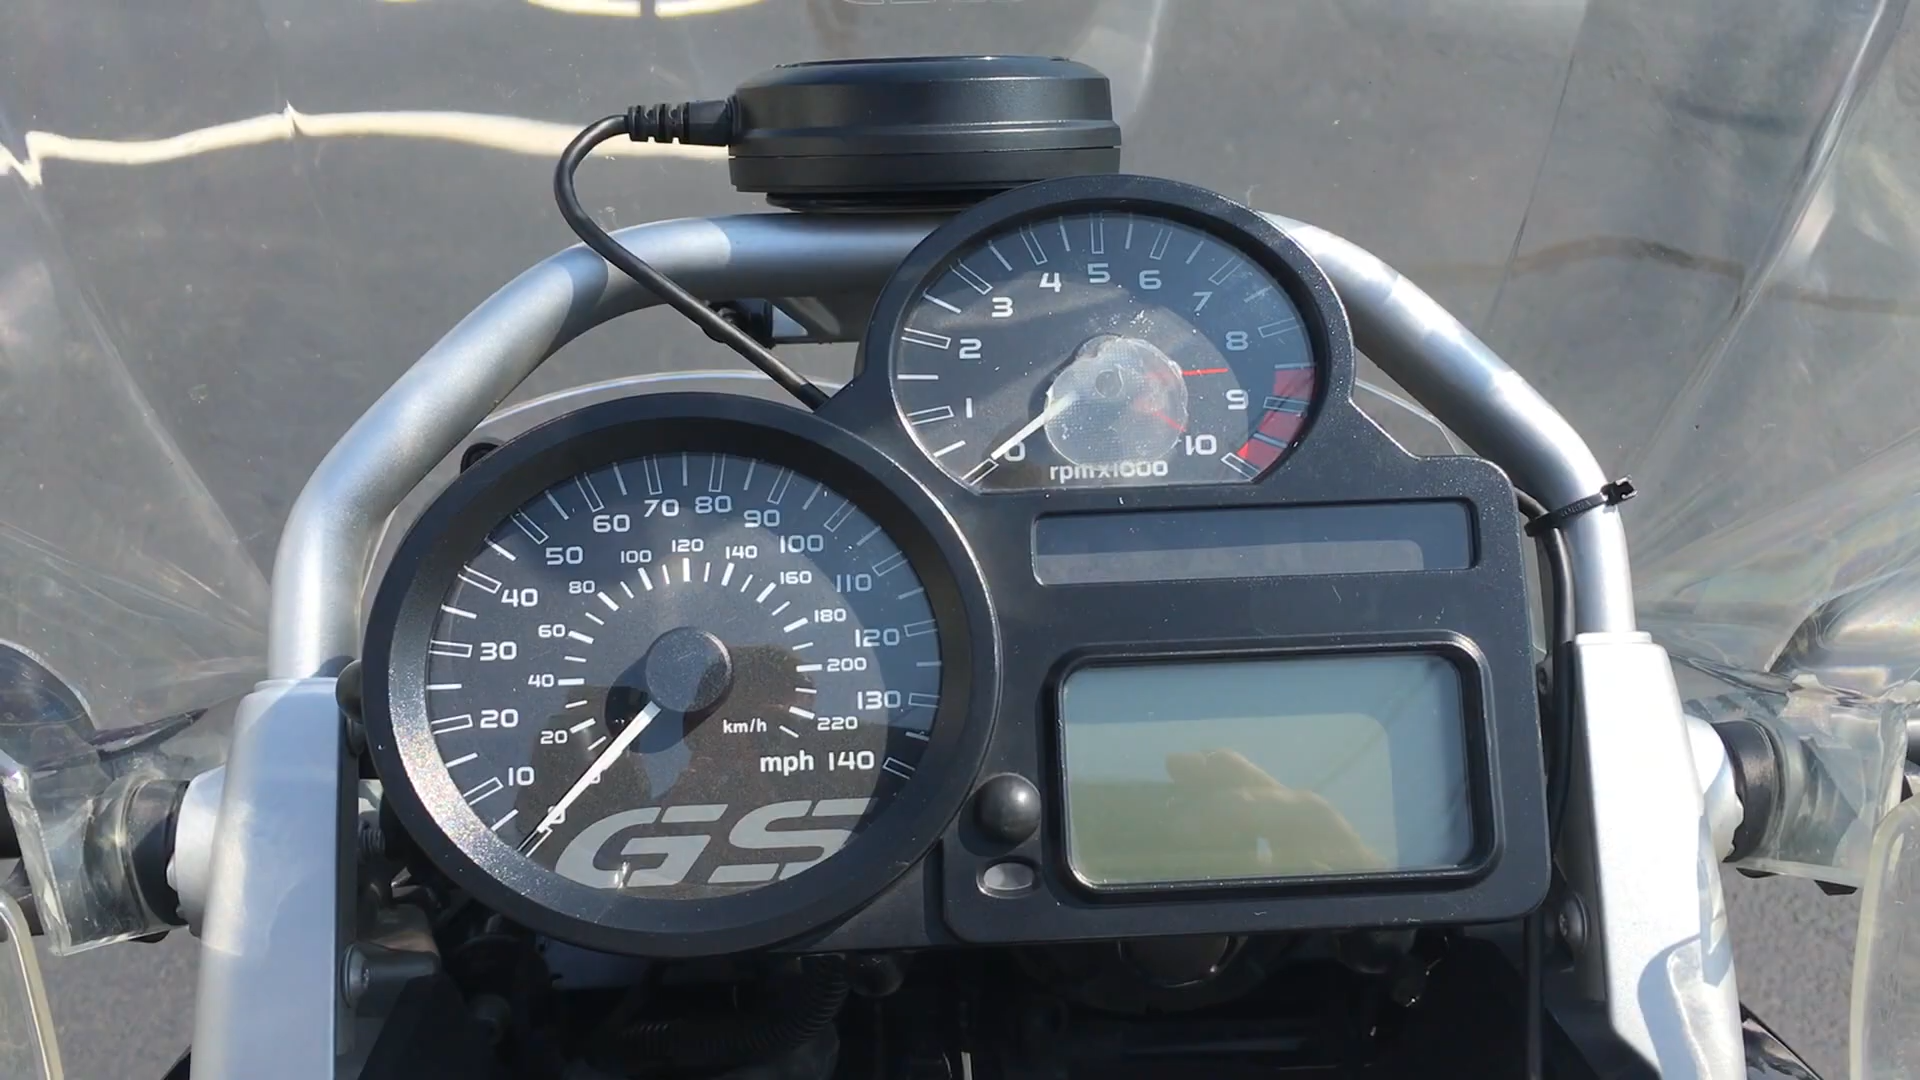 0 1 2 3 4 5 6 7 8 9 10
rpm x 1000
10 20 30 40 50 60 70 80 90 100 110 120 130 140
mph
20 40 60 80 100 120 140 160 180 200 220
km/h
GS